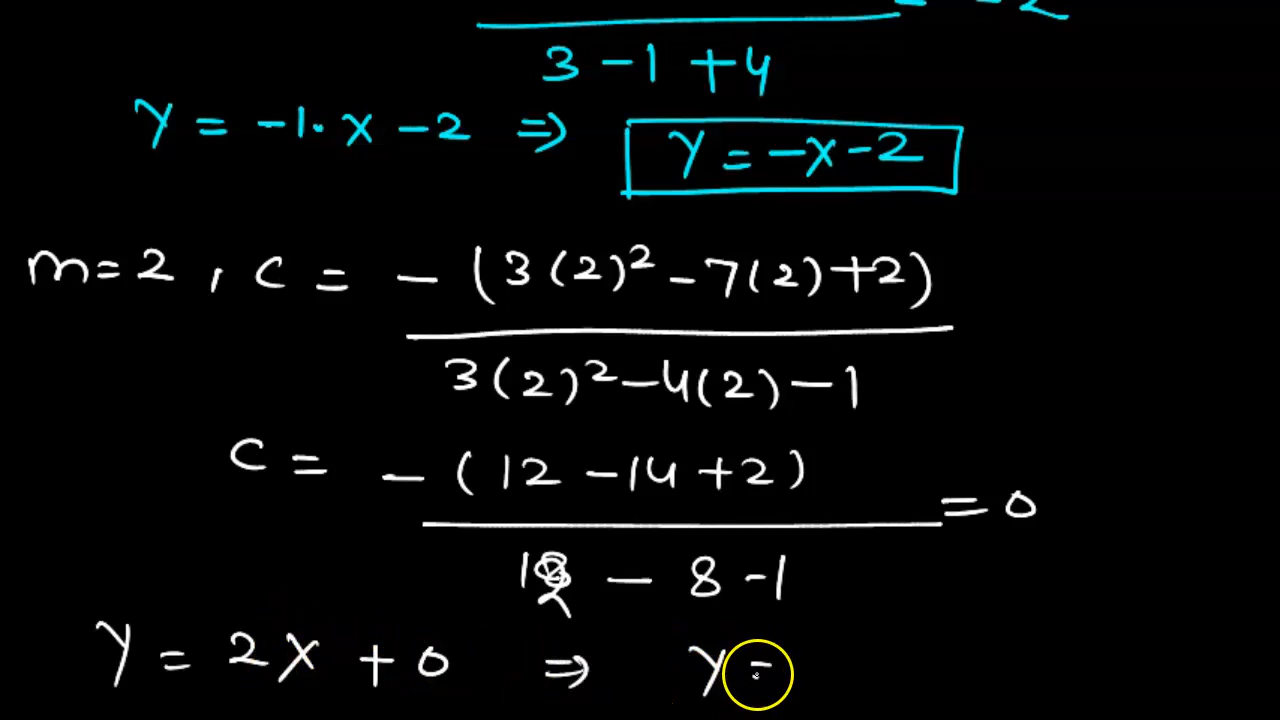 = -2
3 - 1 + 4
y = -1 · x - 2 ⇒ y = -x - 2
m = 2 , c = - (3(2)² - 7(2) + 2)
3(2)² - 4(2) - 1
c = - (12 - 14 + 2) = 0
12 - 8 - 1
y = 2x + 0 ⇒ y =